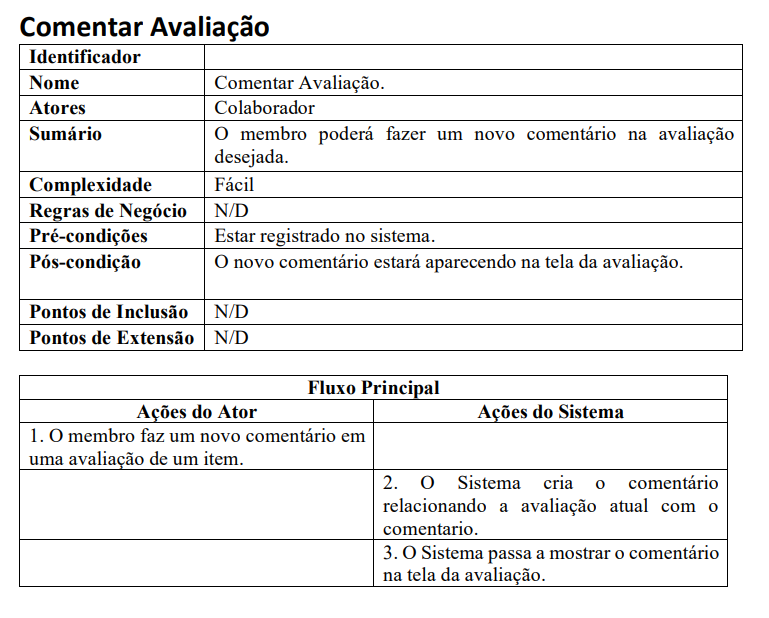 Comentar Avaliação
Identificador
Nome Comentar Avaliação.
Atores Colaborador
Sumário O membro poderá fazer um novo comentário na avaliação
desejada.
Complexidade Fácil
Regras de Negócio N/D
Pré-condições Estar registrado no sistema.
Pós-condição O novo comentário estará aparecendo na tela da avaliação.
Pontos de Inclusão N/D
Pontos de Extensão N/D
Fluxo Principal
Ações do Ator Ações do Sistema
1. O membro faz um novo comentário em
uma avaliação de um item.
2. O Sistema cria o comentário
relacionando a avaliação atual com o
comentario.
3. O Sistema passa a mostrar o comentário
na tela da avaliação.